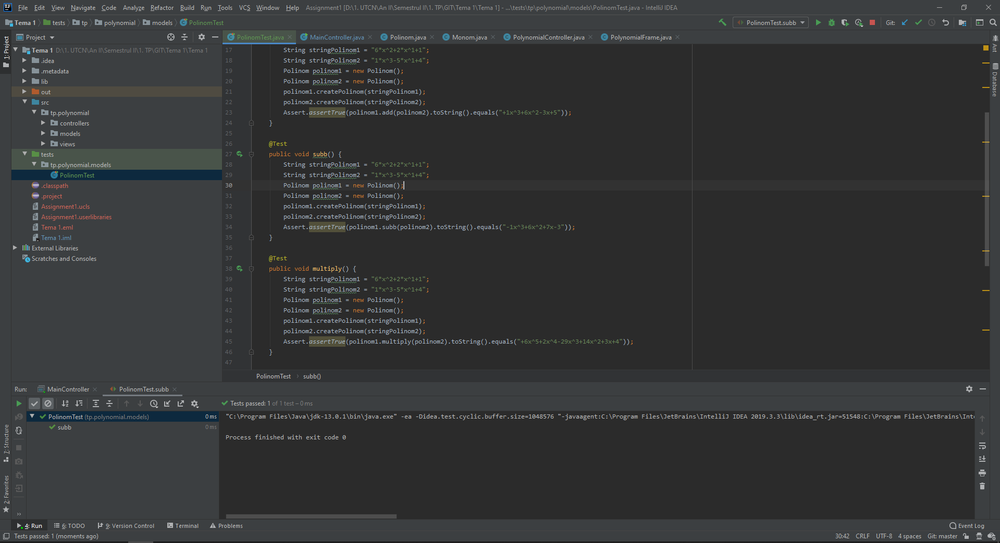 File Edit View Navigate Code Analyze Refactor Build Run Tools VCS Window Help Assignment1 [D:\1. UTCN\An II\Semestrul II\1. TP\GIT\Tema 1\Tema 1] - ...\tests\tp\polynomial\models\PolinomTest.java - IntelliJ IDEA
Tema 1 tests tp polynomial models PolinomTest PolinomTest.subb Git:
Project PolinomTest.java MainController.java Polinom.java Monom.java PolynomialController.java PolynomialFrame.java
1: Project
7: Structure
2: Favorites
Ant
Database
Tema 1 D:\1. UTCN\An II\Semestrul II\1. TP\GIT\Tema 1\Tema 1
.idea
.metadata
lib
out
src
tp.polynomial
controllers
models
views
tests
tp.polynomial.models
PolinomTest
.classpath
.project
Assignment1.ucls
Assignment1.userlibraries
Tema 1.eml
Tema 1.iml
External Libraries
Scratches and Consoles
17 String stringPolinom1 = "6*x^2+2*x^1+1";
18 String stringPolinom2 = "1*x^3-5*x^1+4";
19 Polinom polinom1 = new Polinom();
20 Polinom polinom2 = new Polinom();
21 polinom1.createPolinom(stringPolinom1);
22 polinom2.createPolinom(stringPolinom2);
23 Assert.assertTrue(polinom1.add(polinom2).toString().equals("+1x^3+6x^2-3x+5"));
24 }
25
26 @Test
27 public void subb() {
28 String stringPolinom1 = "6*x^2+2*x^1+1";
29 String stringPolinom2 = "1*x^3-5*x^1+4";
30 Polinom polinom1 = new Polinom();
31 Polinom polinom2 = new Polinom();
32 polinom1.createPolinom(stringPolinom1);
33 polinom2.createPolinom(stringPolinom2);
34 Assert.assertTrue(polinom1.subb(polinom2).toString().equals("-1x^3+6x^2+7x-3"));
35 }
36
37 @Test
38 public void multiply() {
39 String stringPolinom1 = "6*x^2+2*x^1+1";
40 String stringPolinom2 = "1*x^3-5*x^1+4";
41 Polinom polinom1 = new Polinom();
42 Polinom polinom2 = new Polinom();
43 polinom1.createPolinom(stringPolinom1);
44 polinom2.createPolinom(stringPolinom2);
45 Assert.assertTrue(polinom1.multiply(polinom2).toString().equals("+6x^5+2x^4-29x^3+14x^2+3x+4"));
46 }
47
PolinomTest subb()
Run: MainController PolinomTest.subb
Tests passed: 1 of 1 test – 0 ms
PolinomTest (tp.polynomial.models) 0 ms
subb 0 ms
"C:\Program Files\Java\jdk-13.0.1\bin\java.exe" -ea -Didea.test.cyclic.buffer.size=1048576 "-javaagent:C:\Program Files\JetBrains\IntelliJ IDEA 2019.3.3\lib\idea_rt.jar=51548:C:\Program Files\JetBrains\Inte
Process finished with exit code 0
4: Run 6: TODO 9: Version Control Terminal Problems Event Log
Tests passed: 1 (moments ago) 30:42 CRLF UTF-8 4 spaces Git: master